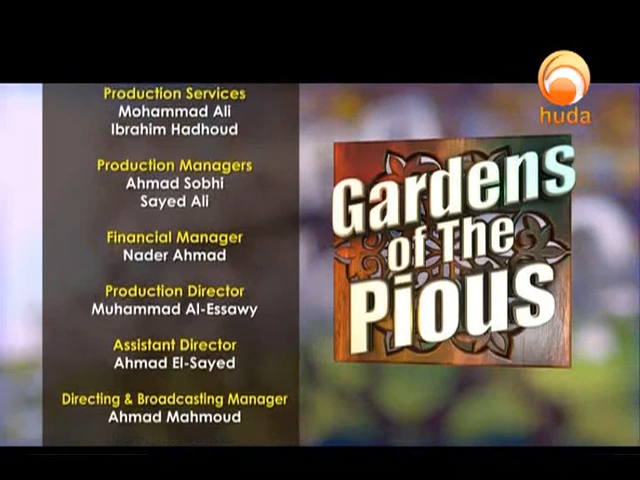 Production Services
Mohammad Ali
Ibrahim Hadhoud
Production Managers
Ahmad Sobhi
Sayed Ali
Financial Manager
Nader Ahmad
Production Director
Muhammad Al-Essawy
Assistant Director
Ahmad El-Sayed
Directing & Broadcasting Manager
Ahmad Mahmoud
huda
Gardens
of The
Pious